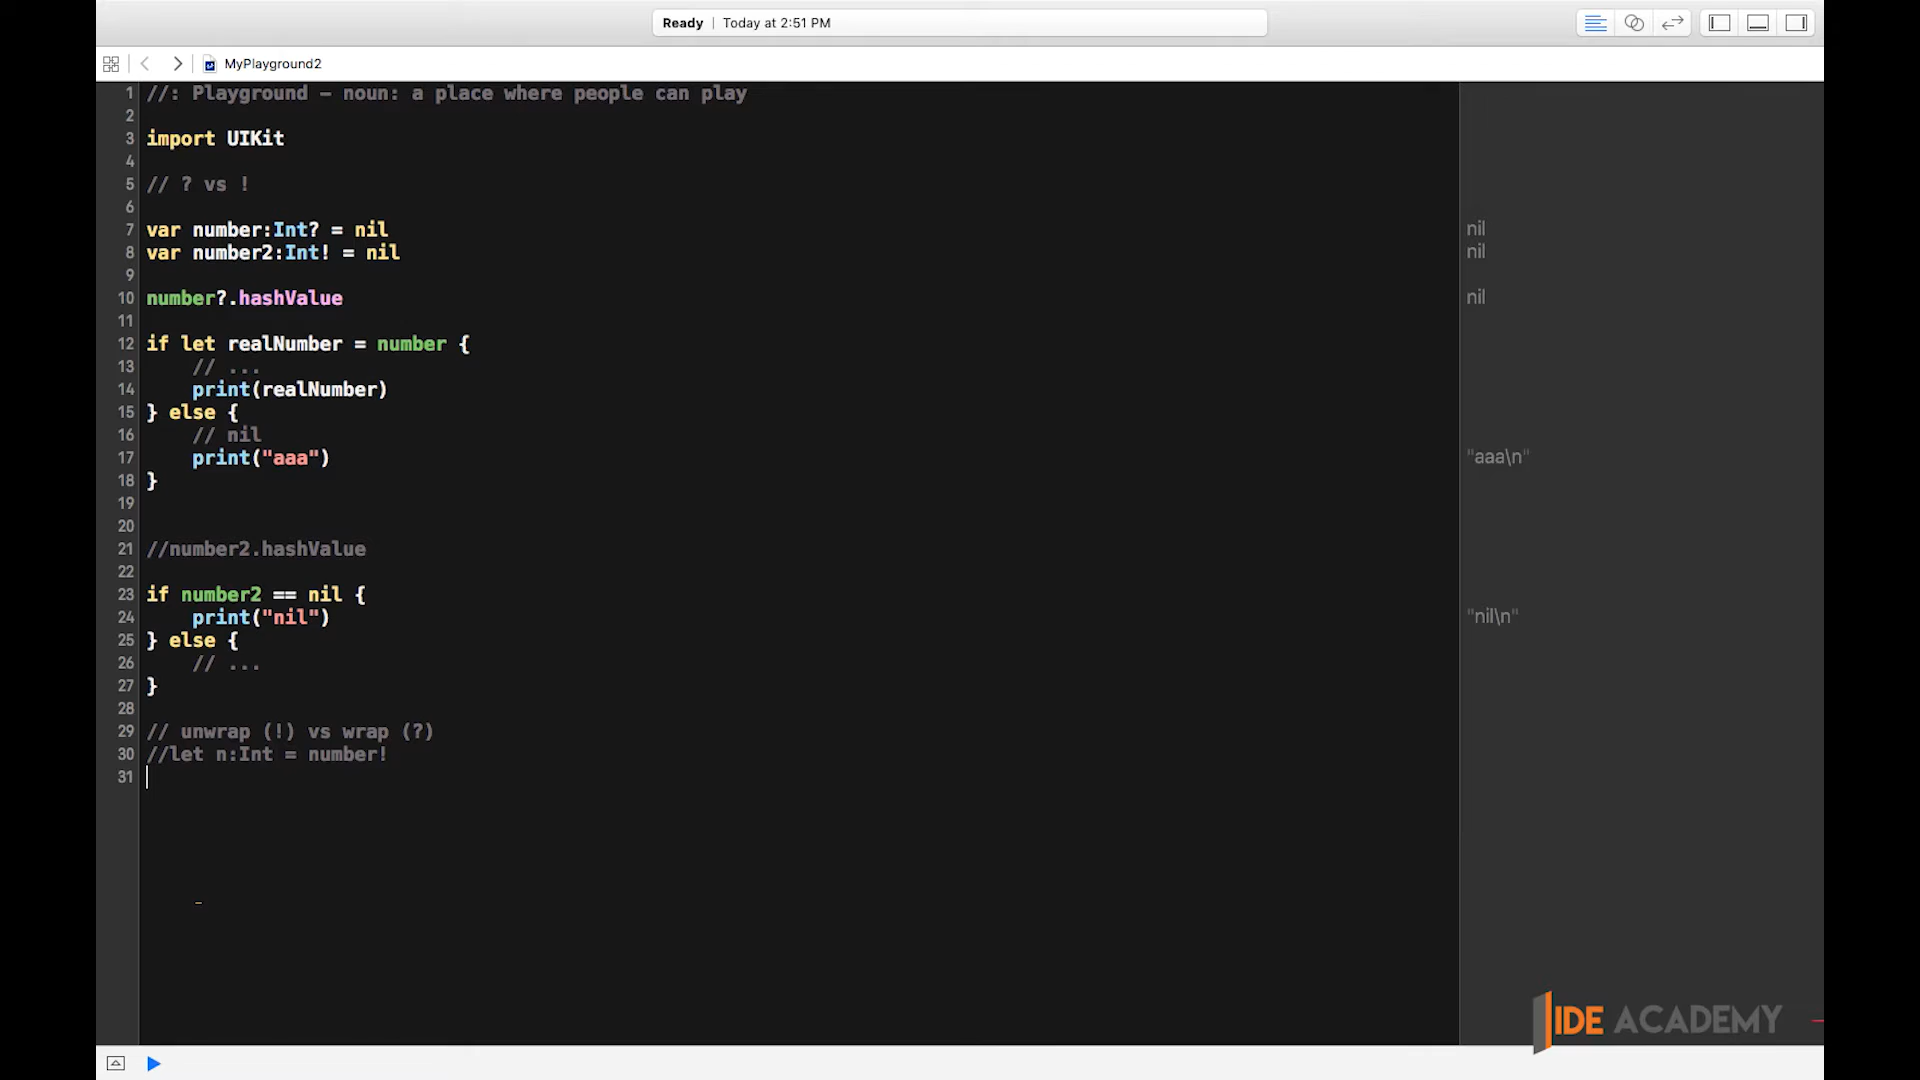 Ready | Today at 2:51 PM
MyPlayground2
1 //: Playground - noun: a place where people can play
2
3 import UIKit
4
5 // ? vs !
6
7 var number:Int? = nil nil
8 var number2:Int! = nil nil
9
10 number?.hashValue nil
11
12 if let realNumber = number {
13 // ...
14 print(realNumber)
15 } else {
16 // nil
17 print("aaa") "aaa\n"
18 }
19
20
21 //number2.hashValue
22
23 if number2 == nil {
24 print("nil") "nil\n"
25 } else {
26 // ...
27 }
28
29 // unwrap (!) vs wrap (?)
30 //let n:Int = number!
31
IDE ACADEMY